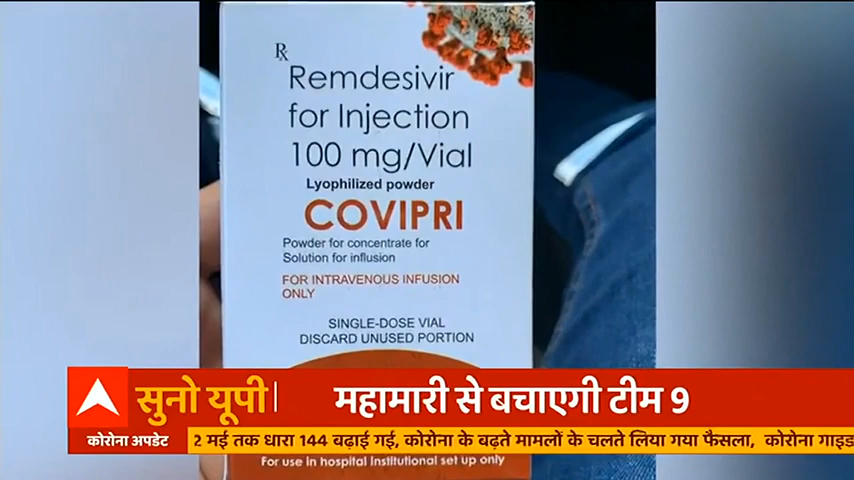 Rx
Remdesivir
for Injection
100 mg/Vial
Lyophilized powder
COVIPRI
Powder for concentrate for
Solution for influsion
FOR INTRAVENOUS INFUSION
ONLY
SINGLE-DOSE VIAL
DISCARD UNUSED PORTION
सुनो यूपी
महामारी से बचाएगी टीम 9
कोरोना अपडेट
2 मई तक धारा 144 बढ़ाई गई, कोरोना के बढ़ते मामलों के चलते लिया गया फैसला, कोरोना गाइड
For use in hospital Institutional set up only